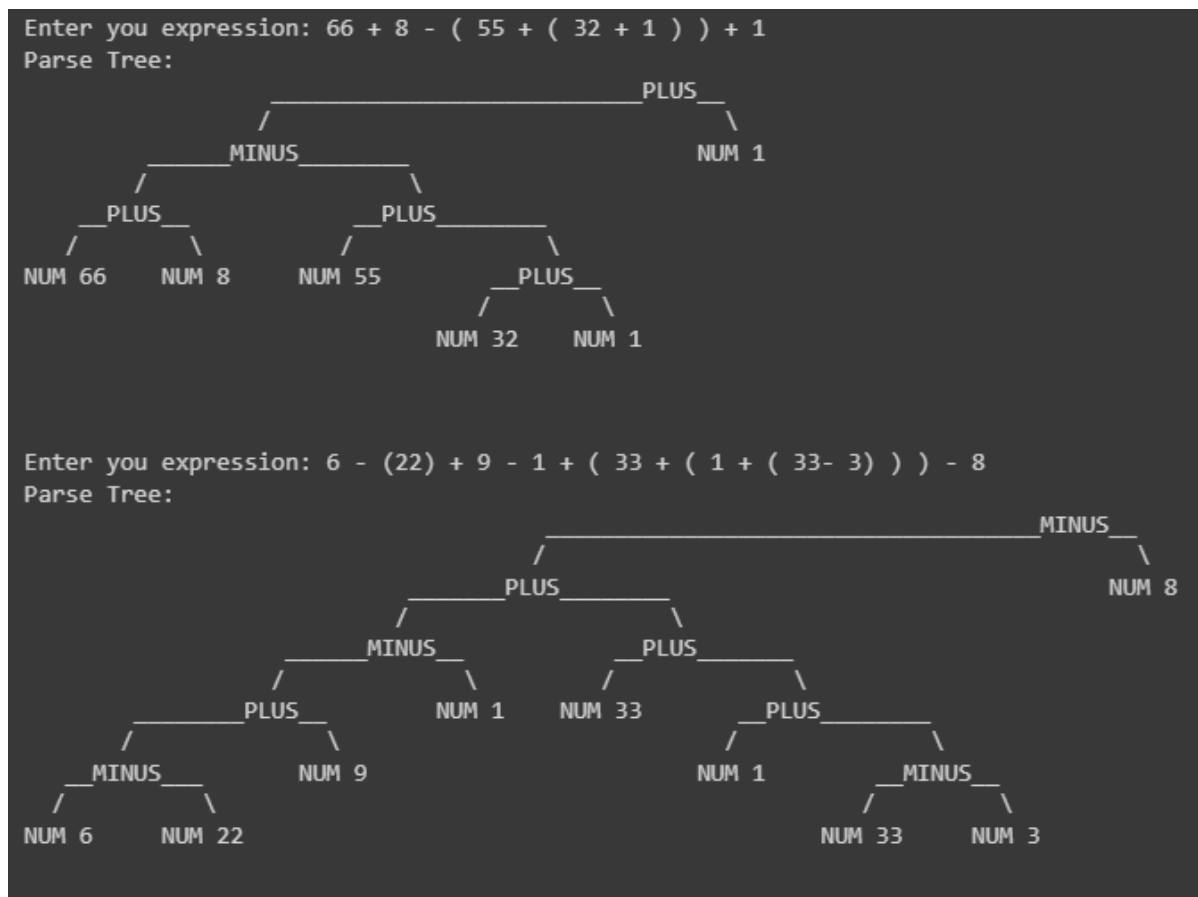 Enter you expression: 66 + 8 - ( 55 + ( 32 + 1 ) ) + 1
Parse Tree:
                           ___________________________PLUS__
                 /                                  \
         ______MINUS________                     NUM 1
        /                   \
    __PLUS__            __PLUS________
   /        \          /              \
NUM 66    NUM 8     NUM 55        __PLUS__
                                 /        \
                              NUM 32    NUM 1
Enter you expression: 6 - (22) + 9 - 1 + ( 33 + ( 1 + ( 33- 3) ) ) - 8
Parse Tree:
                                      ____________________________________MINUS__
                                     /                                           \
                            _______PLUS________                                NUM 8
                           /                   \
                   ______MINUS__           __PLUS_______
                  /             \         /             \
        ________PLUS__        NUM 1    NUM 33       __PLUS________
       /              \                            /              \
   __MINUS___       NUM 9                        NUM 1        __MINUS__
  /          \                                               /         \
NUM 6     NUM 22                                          NUM 33     NUM 3